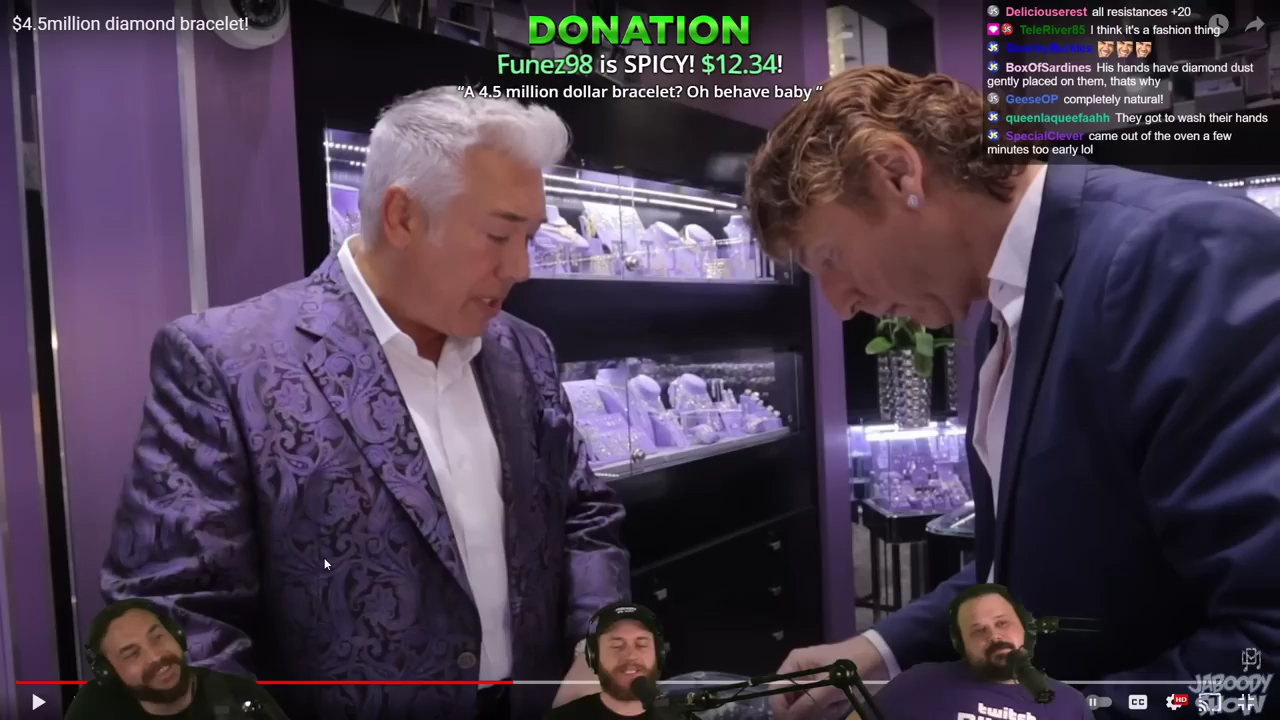 $4.5million diamond bracelet!
DONATION
Funez98 is SPICY! $12.34!
“A 4.5 million dollar bracelet? Oh behave baby “
Deliciouserest all resistances +20
TeleRiver85 I think it's a fashion thing
BoxOfSardines His hands have diamond dust
gently placed on them, thats why
GeeseOP completely natural!
queenlaqueefaahh They got to wash their hands
SpecialClever came out of the oven a few
minutes too early lol
twitch
CC
HD
JABOODY
SHOW